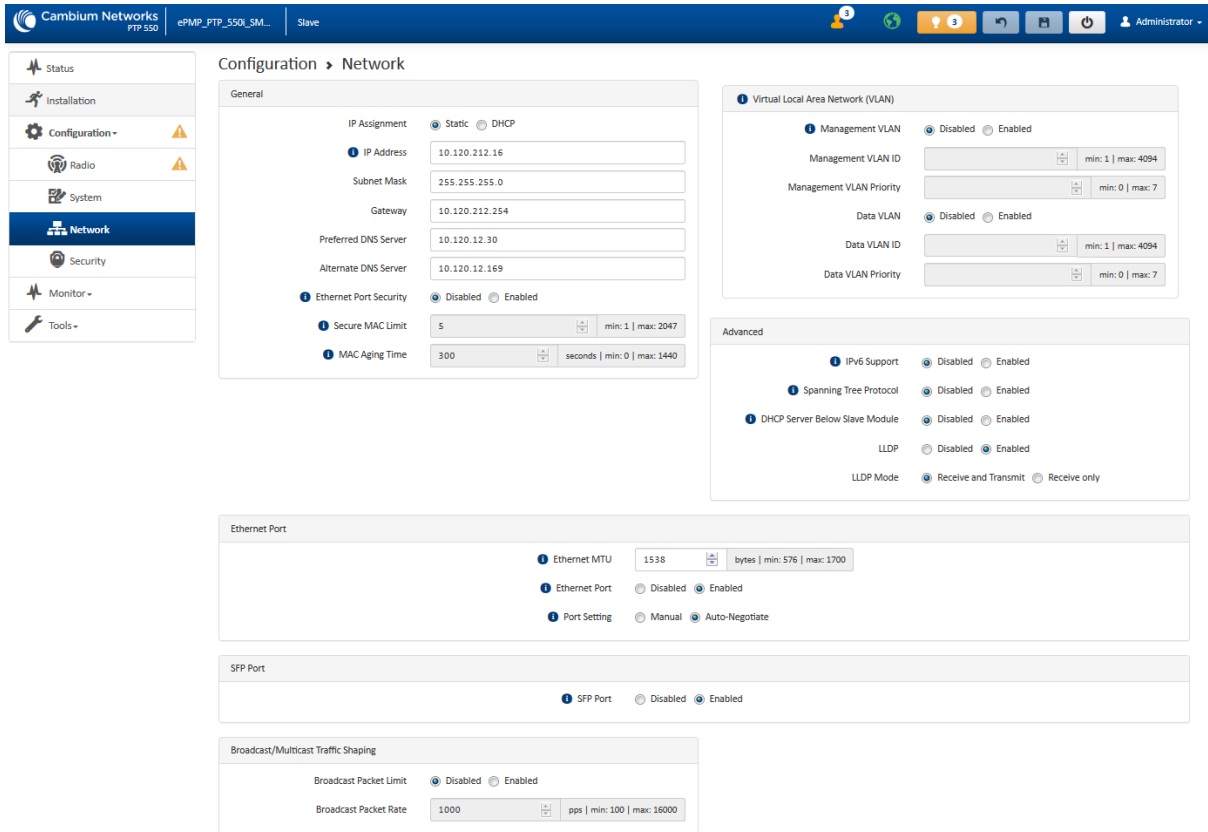 Cambium Networks
PTP 550
ePMP_PTP_550i_SM...
Slave
3
3
Administrator
Status
Installation
Configuration
Radio
System
Network
Security
Monitor
Tools
Configuration > Network
General
IP Assignment Static DHCP
IP Address 10.120.212.16
Subnet Mask 255.255.255.0
Gateway 10.120.212.254
Preferred DNS Server 10.120.12.30
Alternate DNS Server 10.120.12.169
Ethernet Port Security Disabled Enabled
Secure MAC Limit 5 min: 1 | max: 2047
MAC Aging Time 300 seconds | min: 0 | max: 1440
Virtual Local Area Network (VLAN)
Management VLAN Disabled Enabled
Management VLAN ID min: 1 | max: 4094
Management VLAN Priority min: 0 | max: 7
Data VLAN Disabled Enabled
Data VLAN ID min: 1 | max: 4094
Data VLAN Priority min: 0 | max: 7
Advanced
IPv6 Support Disabled Enabled
Spanning Tree Protocol Disabled Enabled
DHCP Server Below Slave Module Disabled Enabled
LLDP Disabled Enabled
LLDP Mode Receive and Transmit Receive only
Ethernet Port
Ethernet MTU 1538 bytes | min: 576 | max: 1700
Ethernet Port Disabled Enabled
Port Setting Manual Auto-Negotiate
SFP Port
SFP Port Disabled Enabled
Broadcast/Multicast Traffic Shaping
Broadcast Packet Limit Disabled Enabled
Broadcast Packet Rate 1000 pps | min: 100 | max: 16000